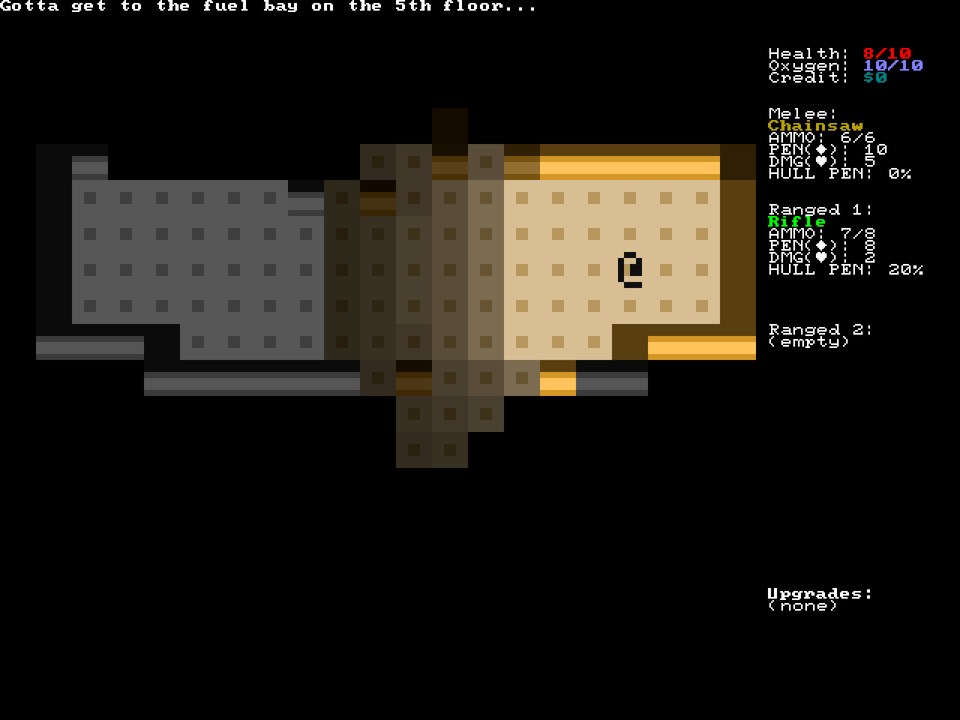 Gotta get to the fuel bay on the 5th floor...
Health: 8/10
Oxygen: 10/10
Credit: $0
Melee:
Chainsaw
AMMO: 6/6
PEN(♦): 10
DMG(♥): 5
HULL PEN: 0%
Ranged 1:
Rifle
AMMO: 7/8
PEN(♦): 8
DMG(♥): 2
HULL PEN: 20%
Ranged 2:
(empty)
Upgrades:
(none)